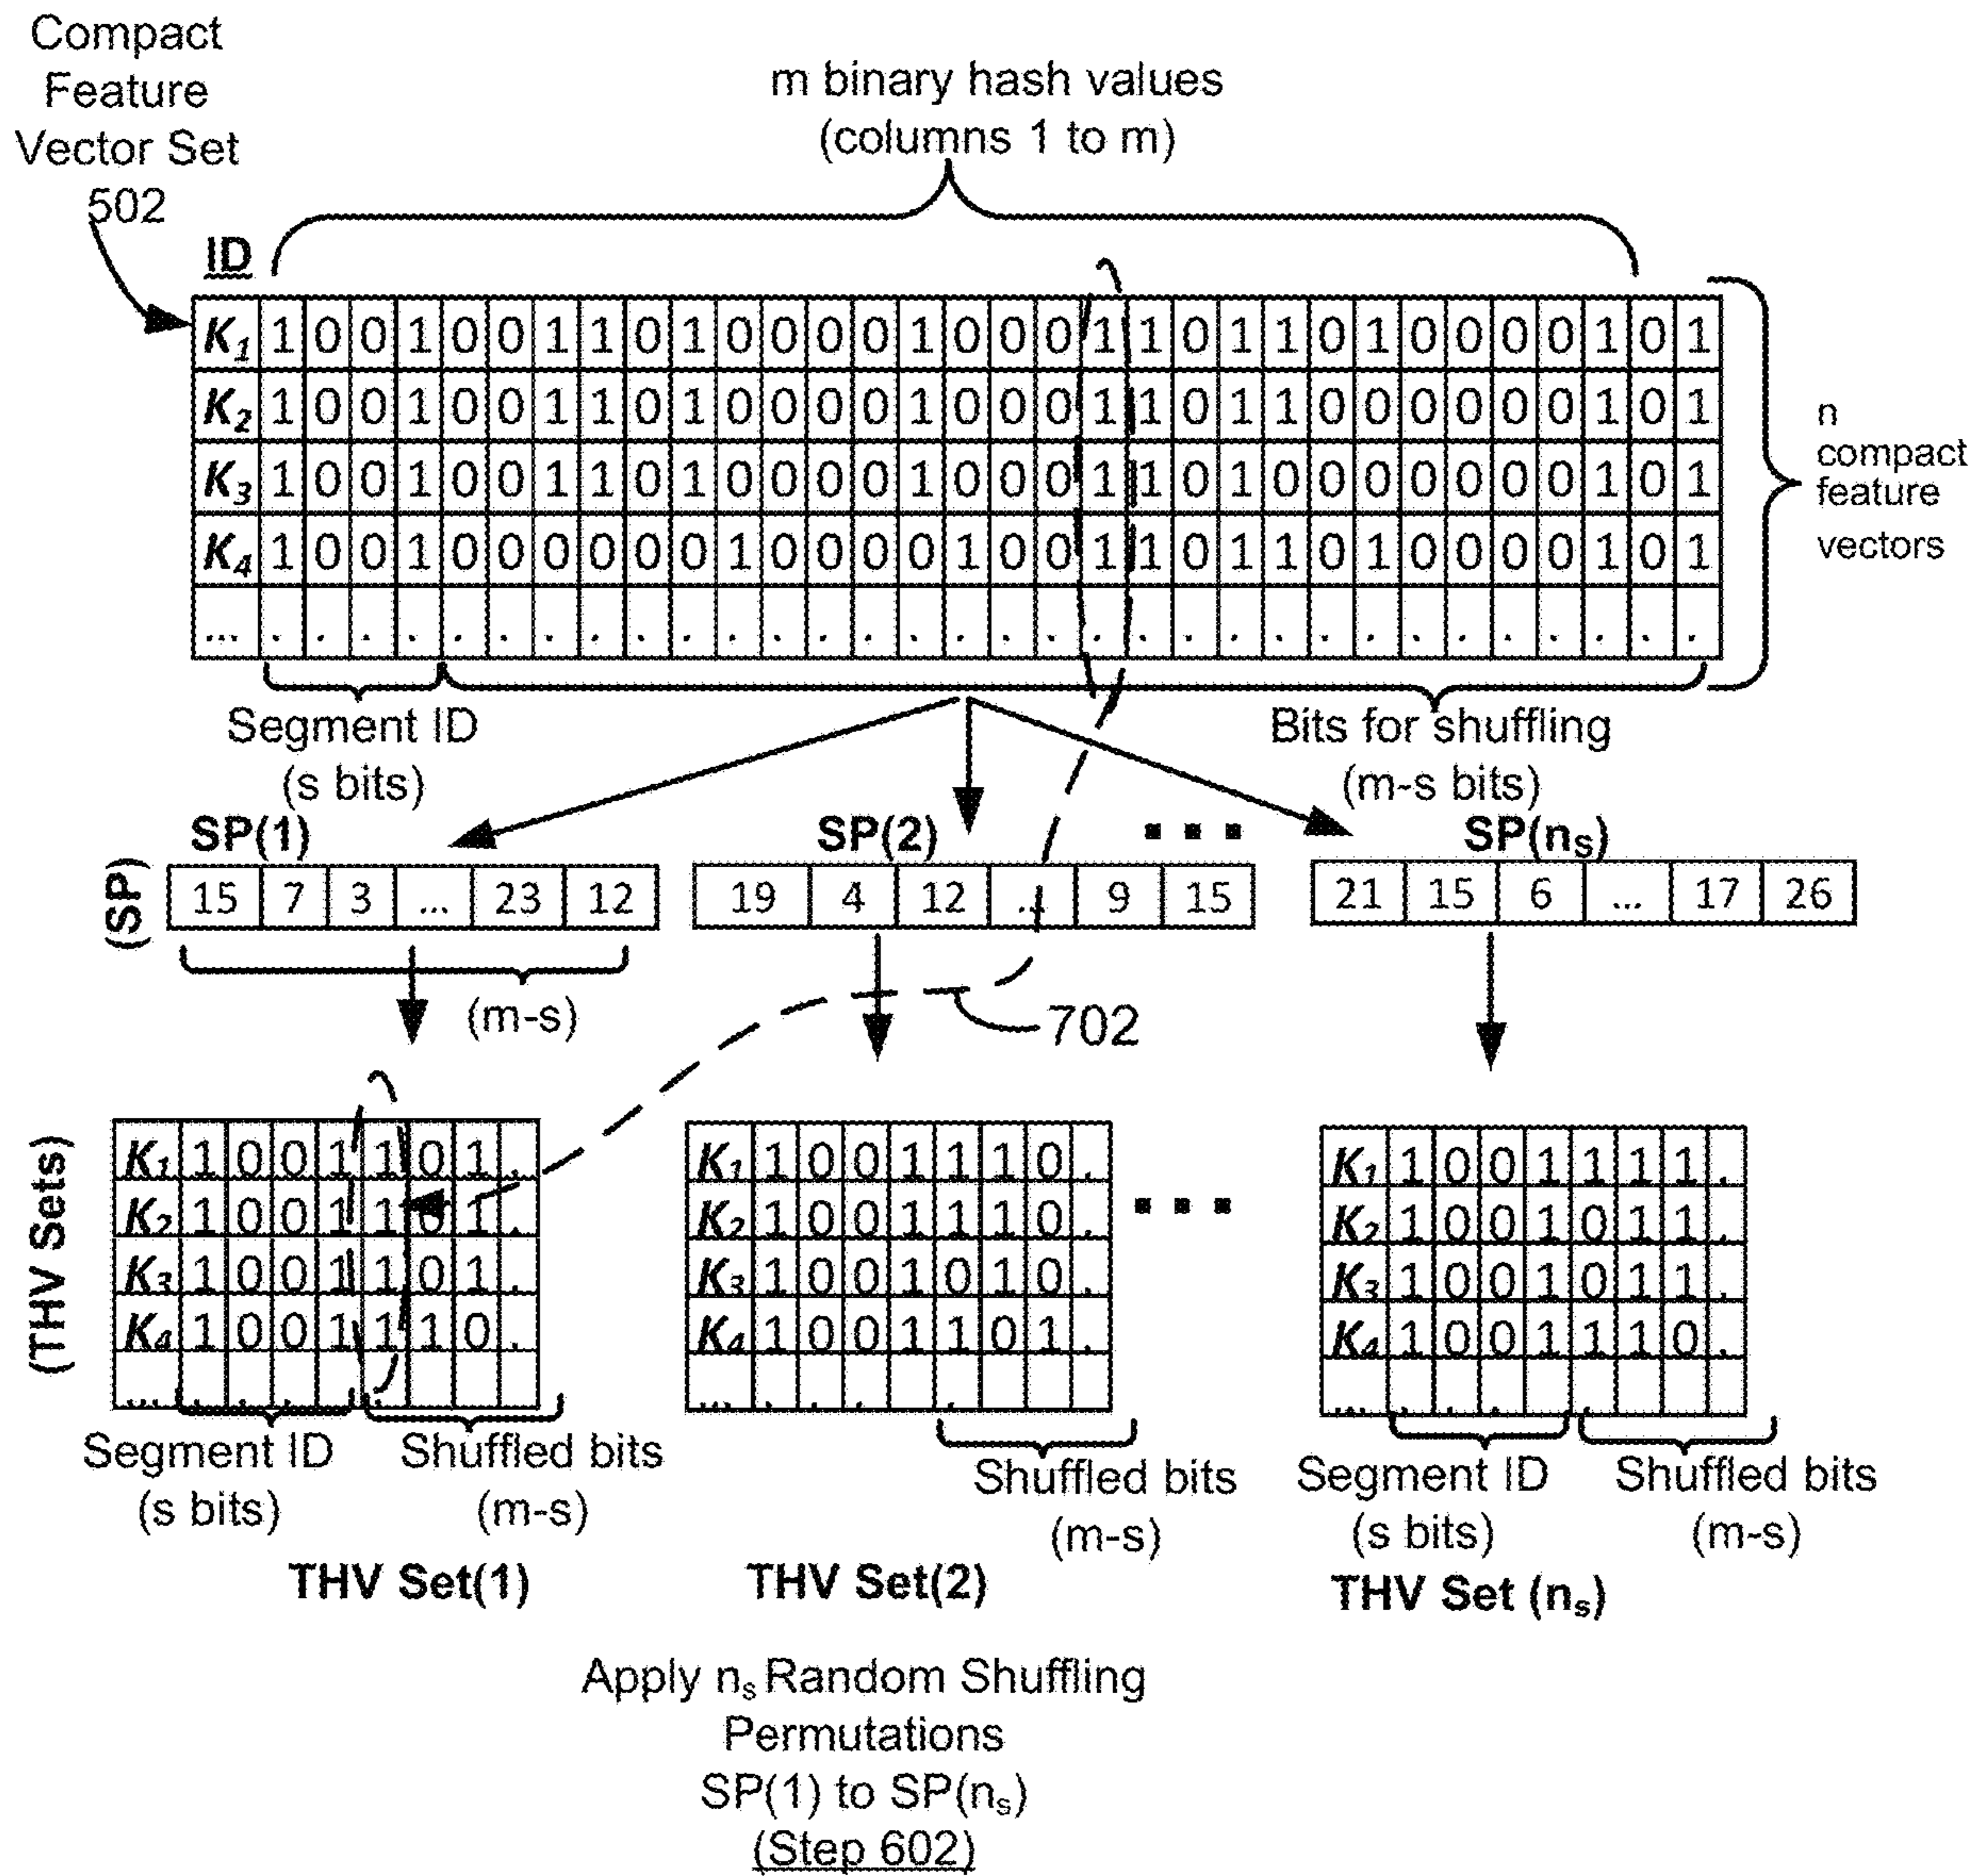 Compact
Feature
Vector Set
502
m binary hash values
(columns 1 to m)
ID
K1 1 0 0 1 0 0 1 1 0 1 0 0 0 0 1 0 0 0 1 1 0 1 1 0 1 0 0 0 0 1 0 1
K2 1 0 0 1 0 0 1 1 0 1 0 0 0 0 1 0 0 0 1 1 0 1 1 0 0 0 0 0 0 1 0 1
K3 1 0 0 1 0 0 1 1 0 1 0 0 0 0 1 0 0 0 1 1 0 1 0 0 0 0 0 0 0 1 0 1
K4 1 0 0 1 0 0 0 0 0 0 1 0 0 0 0 1 0 0 1 1 0 1 1 0 1 0 0 0 0 1 0 1
... . . . . . . . . . . . . . . . . . . . . . . . . . . . . . . . .
n
compact
feature
vectors
Segment ID
(s bits)
Bits for shuffling
(m-s bits)
(SP)
SP(1)
15 7 3 ... 23 12
(m-s)
SP(2)
19 4 12 ... 9 15
...
SP(ns)
21 15 6 ... 17 26
702
(THV Sets)
K1 1 0 0 1 1 0 1 .
K2 1 0 0 1 1 0 1 .
K3 1 0 0 1 1 0 1 .
K4 1 0 0 1 1 1 0 .
... . . . . .
Segment ID
(s bits)
Shuffled bits
(m-s)
THV Set(1)
K1 1 0 0 1 1 1 0 .
K2 1 0 0 1 1 1 0 .
K3 1 0 0 1 0 1 0 .
K4 1 0 0 1 1 0 1 .
... . . . .
Shuffled bits
(m-s)
THV Set(2)
...
K1 1 0 0 1 1 1 1 .
K2 1 0 0 1 0 1 1 .
K3 1 0 0 1 0 1 1 .
K4 1 0 0 1 1 1 0 .
... . . . .
Segment ID
(s bits)
Shuffled bits
(m-s)
THV Set (ns)
Apply ns Random Shuffling
Permutations
SP(1) to SP(ns)
(Step 602)